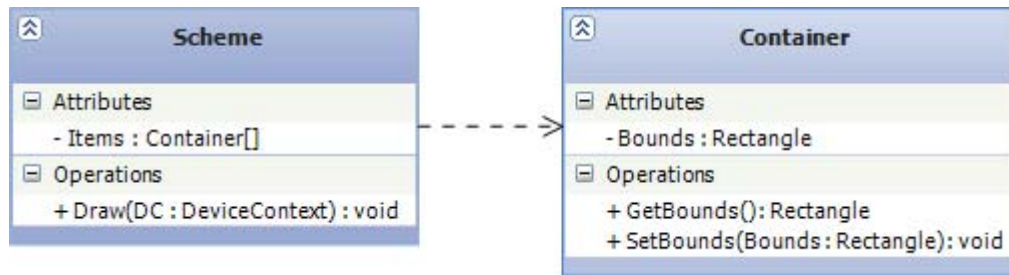 Scheme
Attributes
- Items : Container[]
Operations
+ Draw(DC : DeviceContext) : void
Container
Attributes
- Bounds : Rectangle
Operations
+ GetBounds(): Rectangle
+ SetBounds(Bounds : Rectangle): void